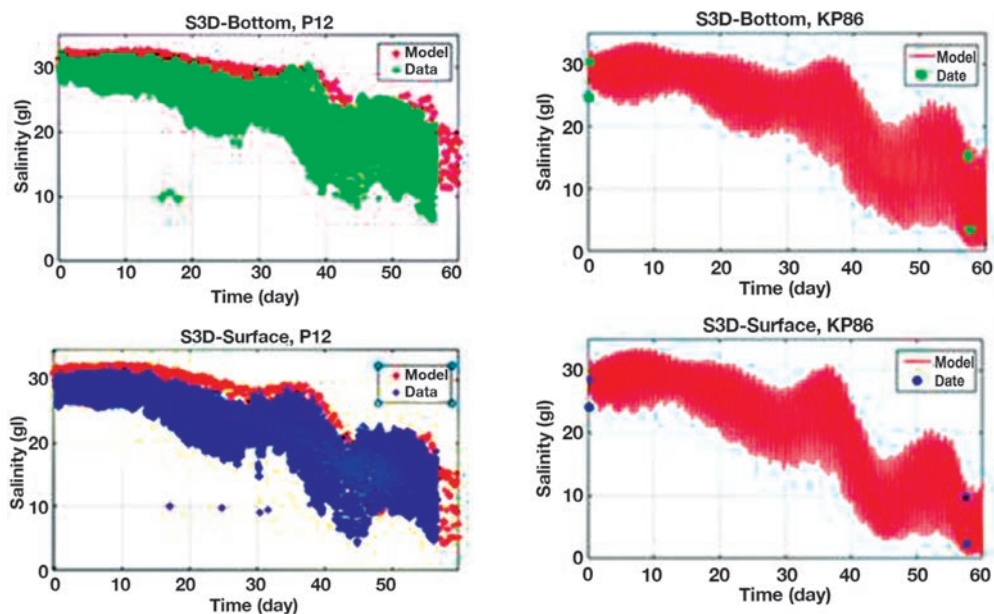 S3D-Bottom, P12
Model
Data
Salinity (gl)
30
20
10
0
0 10 20 30 40 50 60
Time (day)
S3D-Bottom, KP86
Model
Date
Salinity (gl)
30
20
10
0
0 10 20 30 40 50 60
Time (day)
S3D-Surface, P12
Model
Data
Salinity (gl)
30
20
10
0
0 10 20 30 40 50 60
Time (day)
S3D-Surface, KP86
Model
Date
Salinity (gl)
30
20
10
0
0 10 20 30 40 50 60
Time (day)